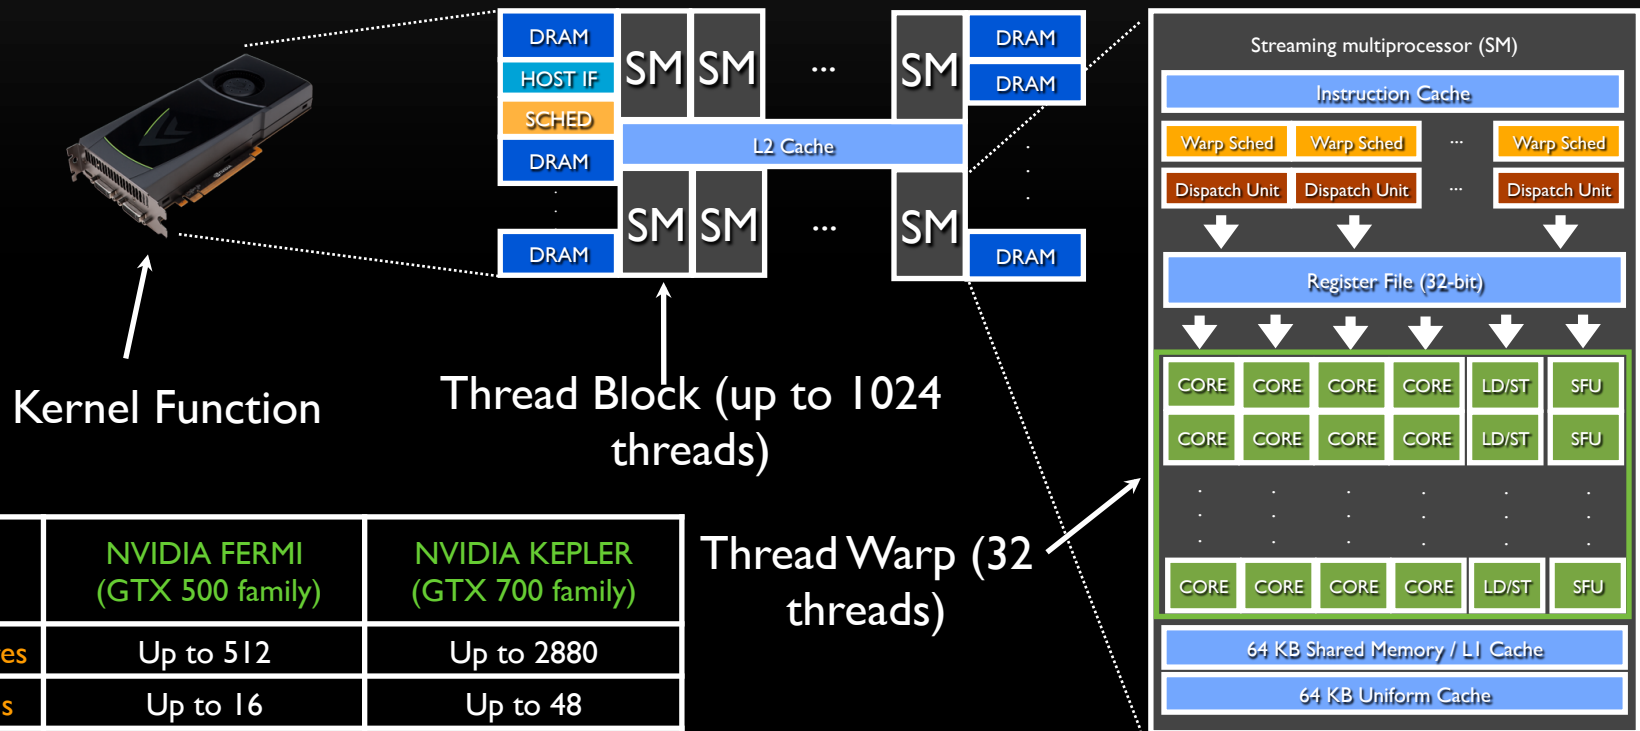 DRAM
HOST IF
SCHED
DRAM
DRAM
SM SM ... SM
L2 Cache
SM SM ... SM
DRAM
DRAM
DRAM
Kernel Function
Thread Block (up to 1024
threads)
Thread Warp (32
threads)
Streaming multiprocessor (SM)
Instruction Cache
Warp Sched Warp Sched ... Warp Sched
Dispatch Unit Dispatch Unit ... Dispatch Unit
Register File (32-bit)
CORE CORE CORE CORE LD/ST SFU
CORE CORE CORE CORE LD/ST SFU
CORE CORE CORE CORE LD/ST SFU
64 KB Shared Memory / L1 Cache
64 KB Uniform Cache
NVIDIA FERMI
(GTX 500 family)
NVIDIA KEPLER
(GTX 700 family)
Up to 512 Up to 2880
Up to 16 Up to 48